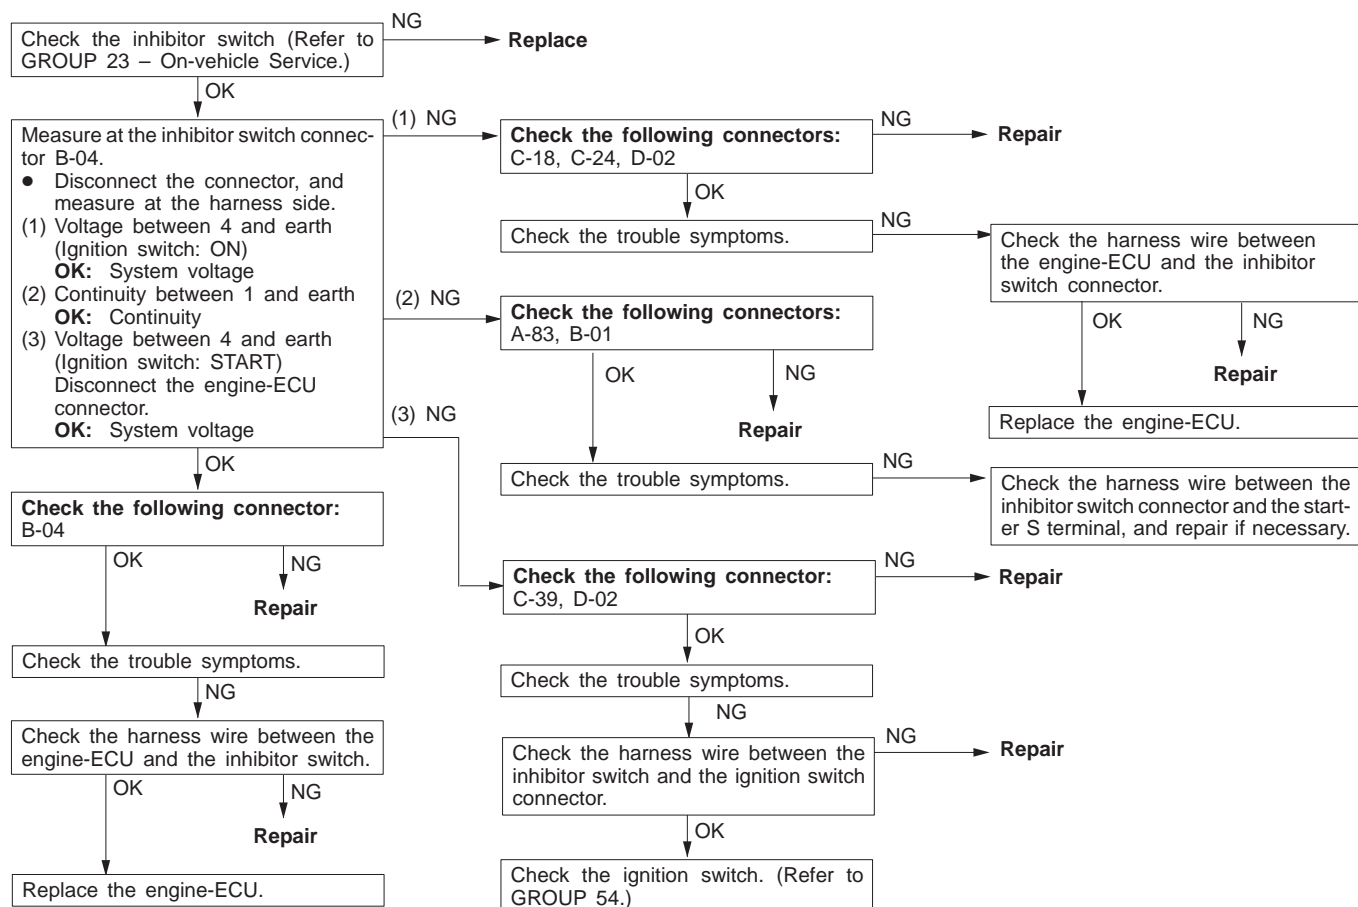 Check the inhibitor switch (Refer to
GROUP 23 – On-vehicle Service.)
NG
Replace
OK
Measure at the inhibitor switch connec-
tor B-04.
● Disconnect the connector, and
measure at the harness side.
(1) Voltage between 4 and earth
(Ignition switch: ON)
OK: System voltage
(2) Continuity between 1 and earth
OK: Continuity
(3) Voltage between 4 and earth
(Ignition switch: START)
Disconnect the engine-ECU
connector.
OK: System voltage
(1) NG
Check the following connectors:
C-18, C-24, D-02
NG
Repair
OK
Check the trouble symptoms.
NG
Check the harness wire between
the engine-ECU and the inhibitor
switch connector.
OK
NG
Repair
Replace the engine-ECU.
(2) NG
Check the following connectors:
A-83, B-01
OK
NG
Repair
Check the trouble symptoms.
NG
Check the harness wire between the
inhibitor switch connector and the start-
er S terminal, and repair if necessary.
(3) NG
Check the following connector:
C-39, D-02
NG
Repair
OK
Check the trouble symptoms.
NG
Check the harness wire between the
inhibitor switch and the ignition switch
connector.
NG
Repair
OK
Check the ignition switch. (Refer to
GROUP 54.)
OK
Check the following connector:
B-04
OK
NG
Repair
Check the trouble symptoms.
NG
Check the harness wire between the
engine-ECU and the inhibitor switch.
OK
NG
Repair
Replace the engine-ECU.